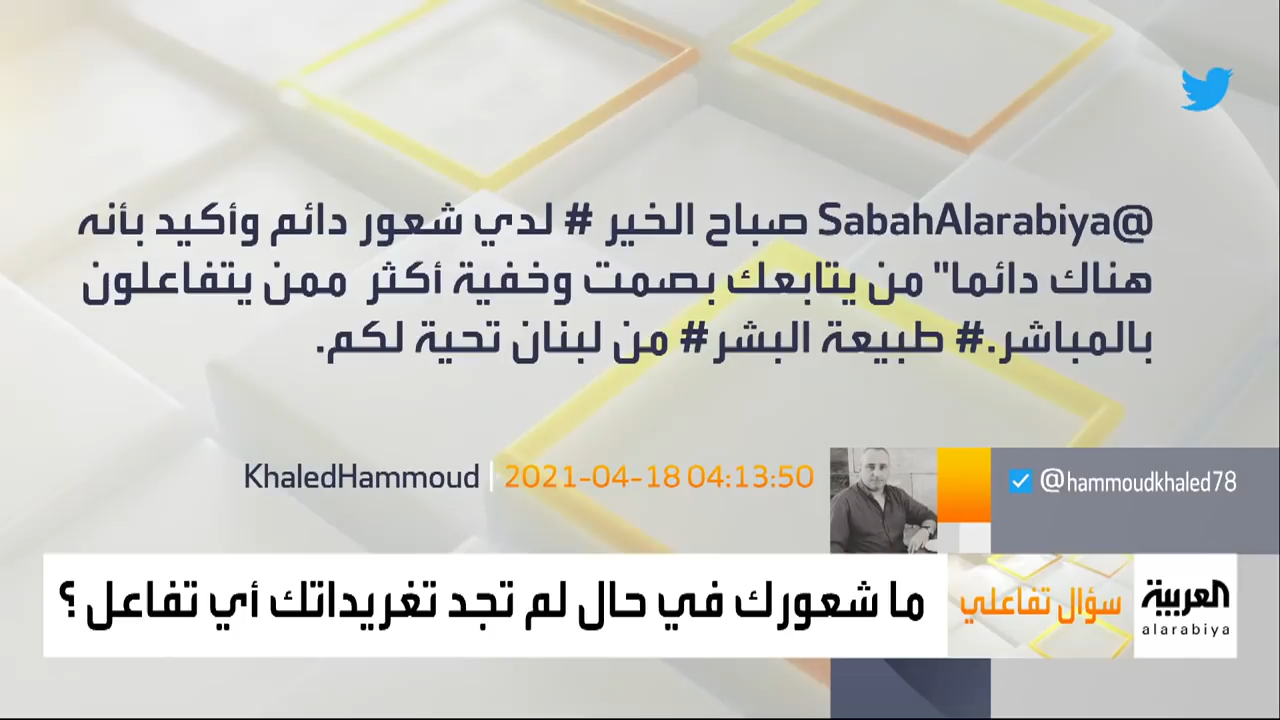 @SabahAlarabiya صباح الخير # لدي شعور دائم وأكيد بأنه
هناك دائما" من يتابعك بصمت وخفية أكثر ممن يتفاعلون
بالمباشر.# طبيعة البشر# من لبنان تحية لكم.
KhaledHammoud | 2021-04-18 04:13:50
@hammoudkhaled78
العربية
alarabiya
سؤال تفاعلي
ما شعورك في حال لم تجد تغريداتك أي تفاعل ؟